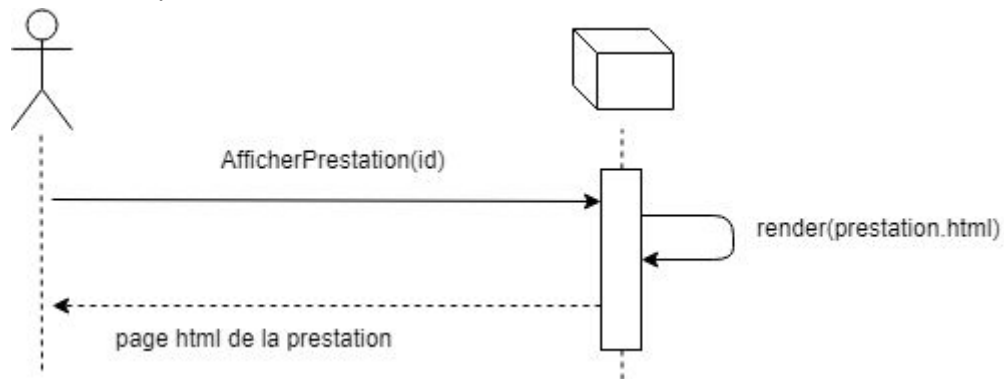 AfficherPrestation(id)
render(prestation.html)
page html de la prestation